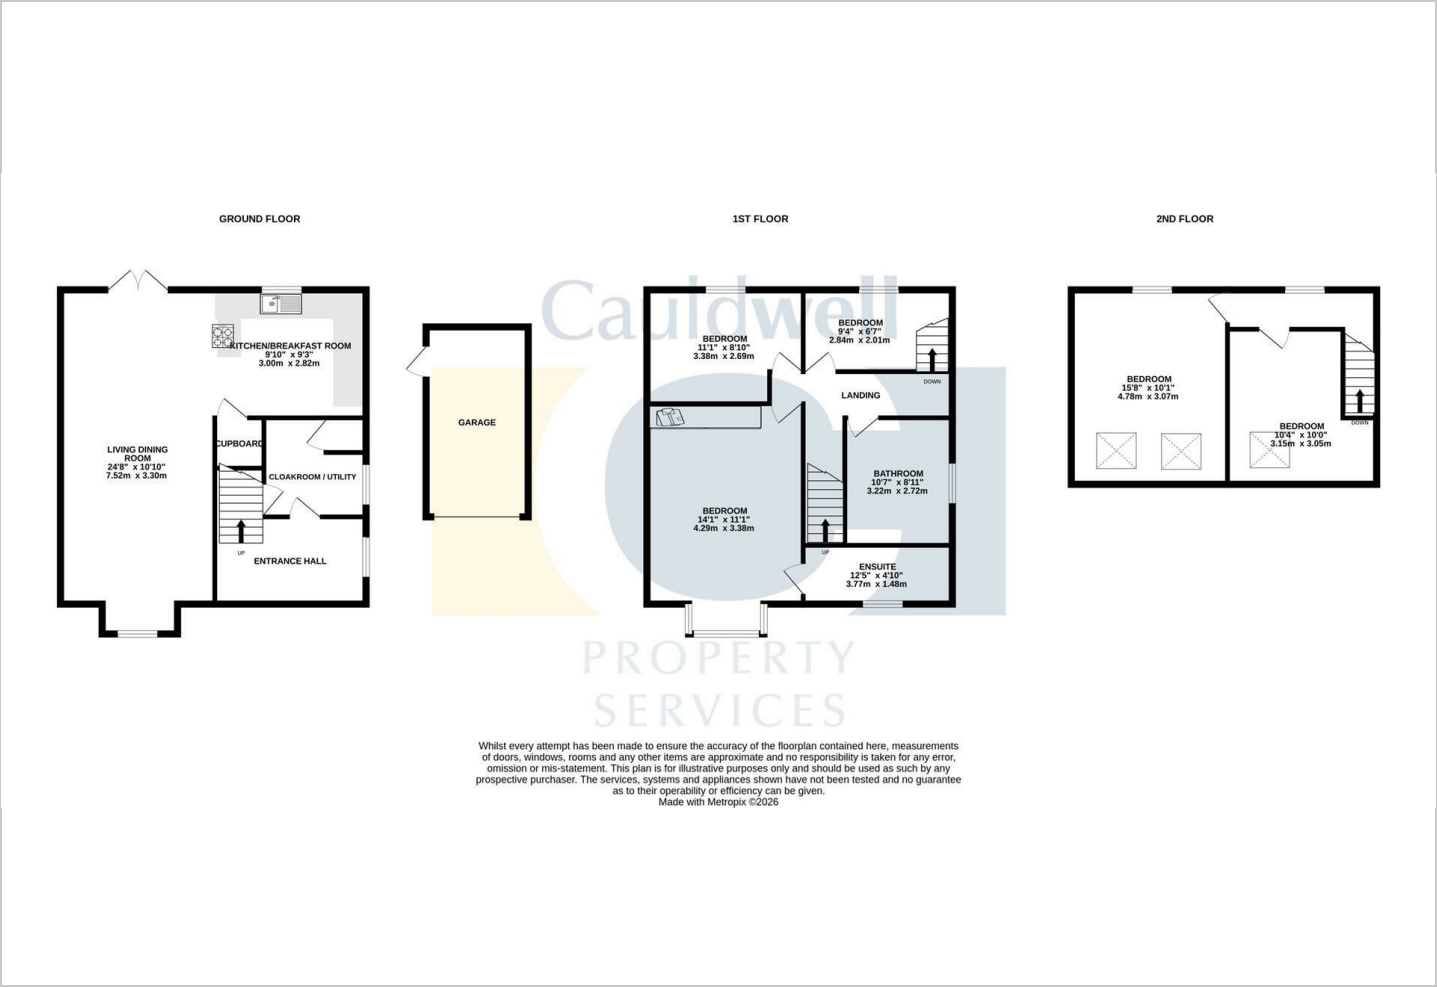 GROUND FLOOR
KITCHEN/BREAKFAST ROOM
9'10" x 9'3"
3.00m x 2.82m
CUPBOARD
LIVING DINING
ROOM
24'8" x 10'10"
7.52m x 3.30m
CLOAKROOM / UTILITY
UP
ENTRANCE HALL
GARAGE
1ST FLOOR
BEDROOM
11'1" x 8'10"
3.38m x 2.69m
BEDROOM
9'4" x 6'7"
2.84m x 2.01m
DOWN
LANDING
BATHROOM
10'7" x 8'11"
3.22m x 2.72m
BEDROOM
14'1" x 11'1"
4.29m x 3.38m
UP
ENSUITE
12'5" x 4'10"
3.77m x 1.48m
2ND FLOOR
BEDROOM
15'8" x 10'1"
4.78m x 3.07m
DOWN
BEDROOM
10'4" x 10'0"
3.15m x 3.05m
Cauldwell
PROPERTY
SERVICES
Whilst every attempt has been made to ensure the accuracy of the floorplan contained here, measurements
of doors, windows, rooms and any other items are approximate and no responsibility is taken for any error,
omission or mis-statement. This plan is for illustrative purposes only and should be used as such by any
prospective purchaser. The services, systems and appliances shown have not been tested and no guarantee
as to their operability or efficiency can be given.
Made with Metropix ©2026